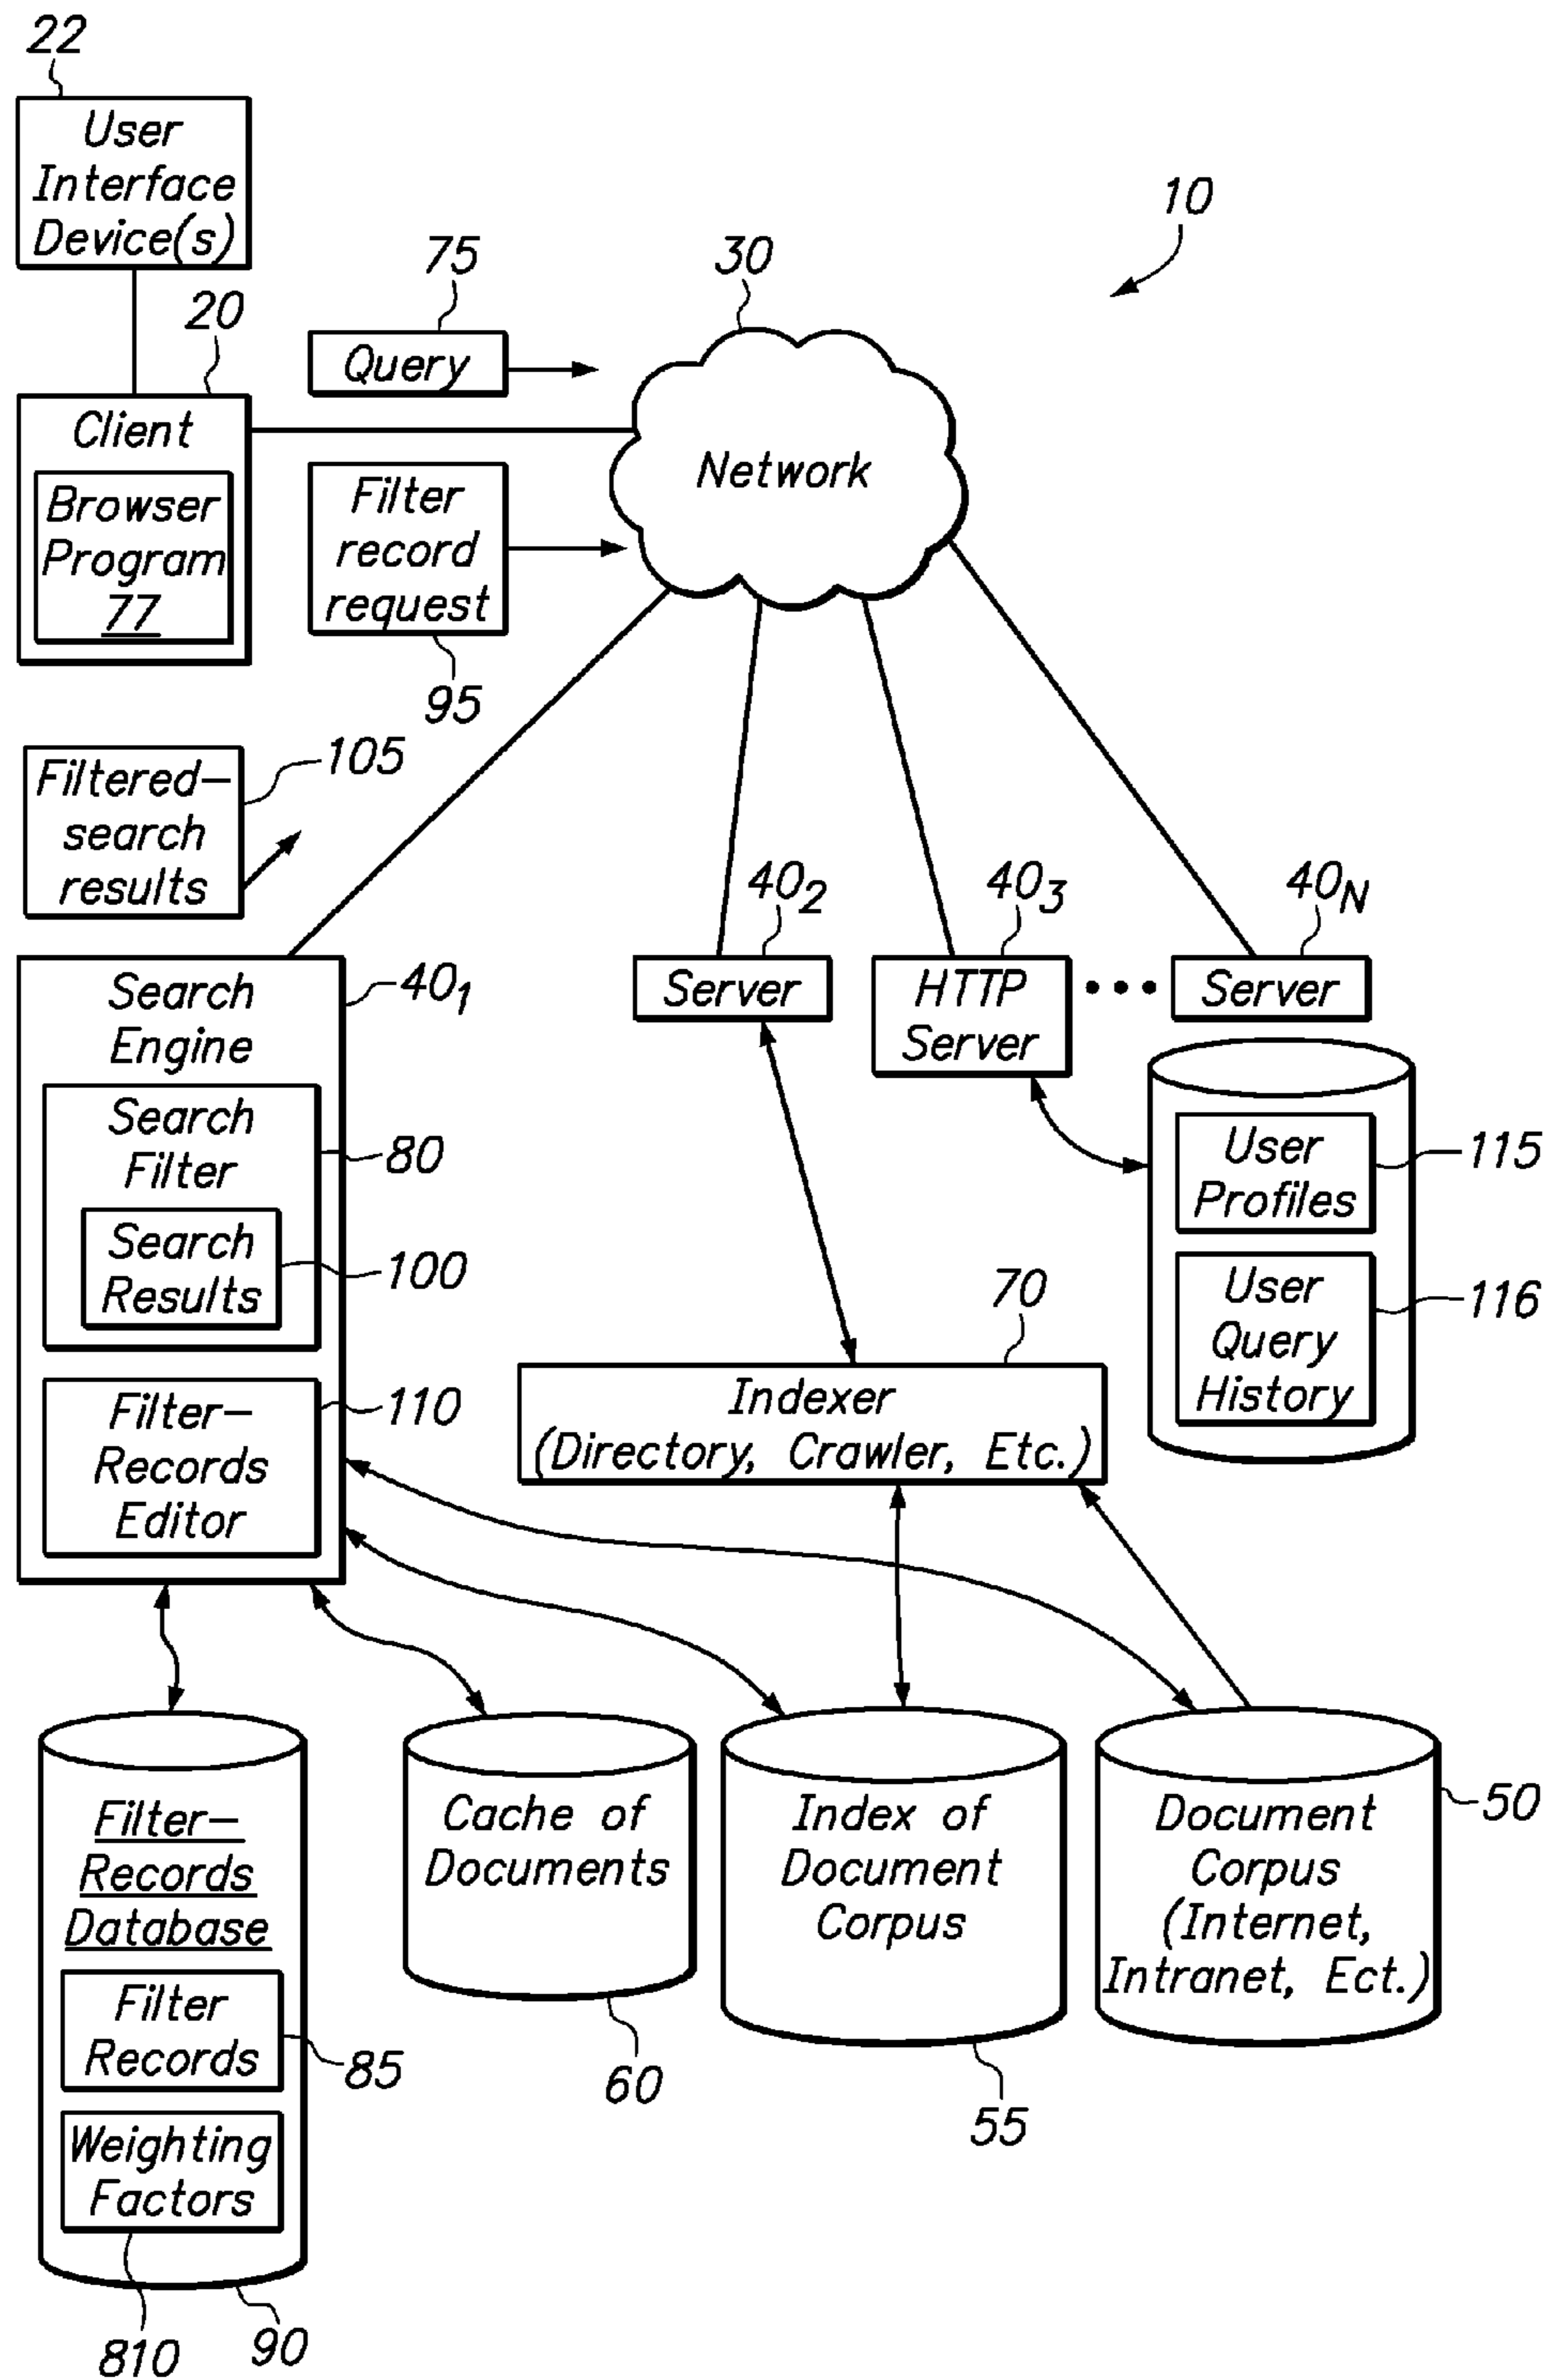 22
User
Interface
Device(s)
10
75
30
20
Query
Client
Network
Browser
Program
77
Filter
record
request
95
105
Filtered-
search
results
40₂
40₃
40N
40₁
Search
Engine
Server
HTTP
Server
Server
Search
Filter
80
User
Profiles
115
Search
Results
100
User
Query
History
116
70
Indexer
(Directory, Crawler, Etc.)
Filter-
Records
Editor
110
Filter-
Records
Database
Cache of
Documents
Index of
Document
Corpus
Document
Corpus
(Internet,
Intranet, Ect.)
50
Filter
Records
85
60
55
Weighting
Factors
810
90